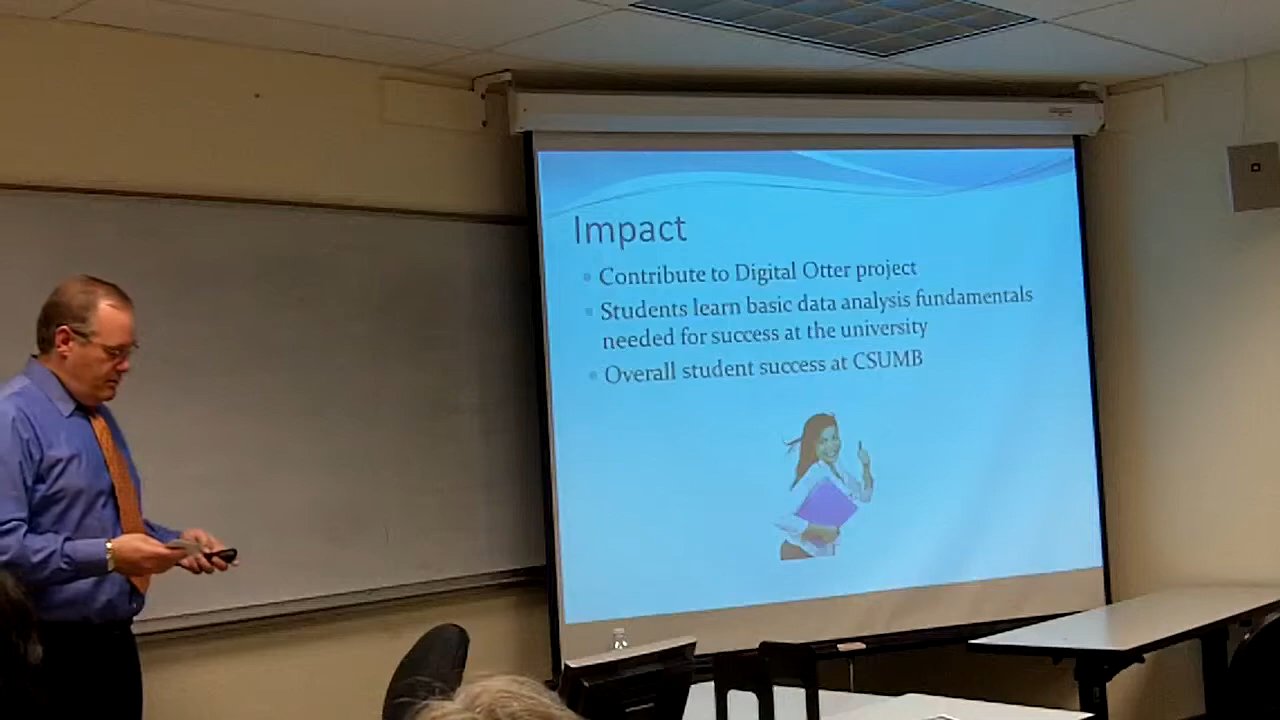 Impact
Contribute to Digital Otter project
Students learn basic data analysis fundamentals
needed for success at the university
Overall student success at CSUMB